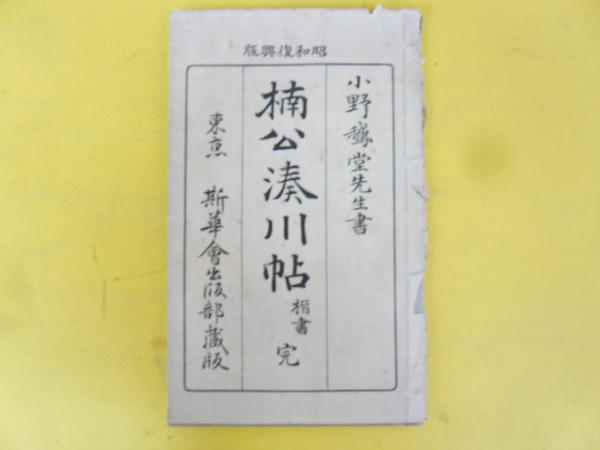 昭和復興版
小野鵞堂先生書
楠公湊川帖 楷書 完
東京 斯華會出版部藏版